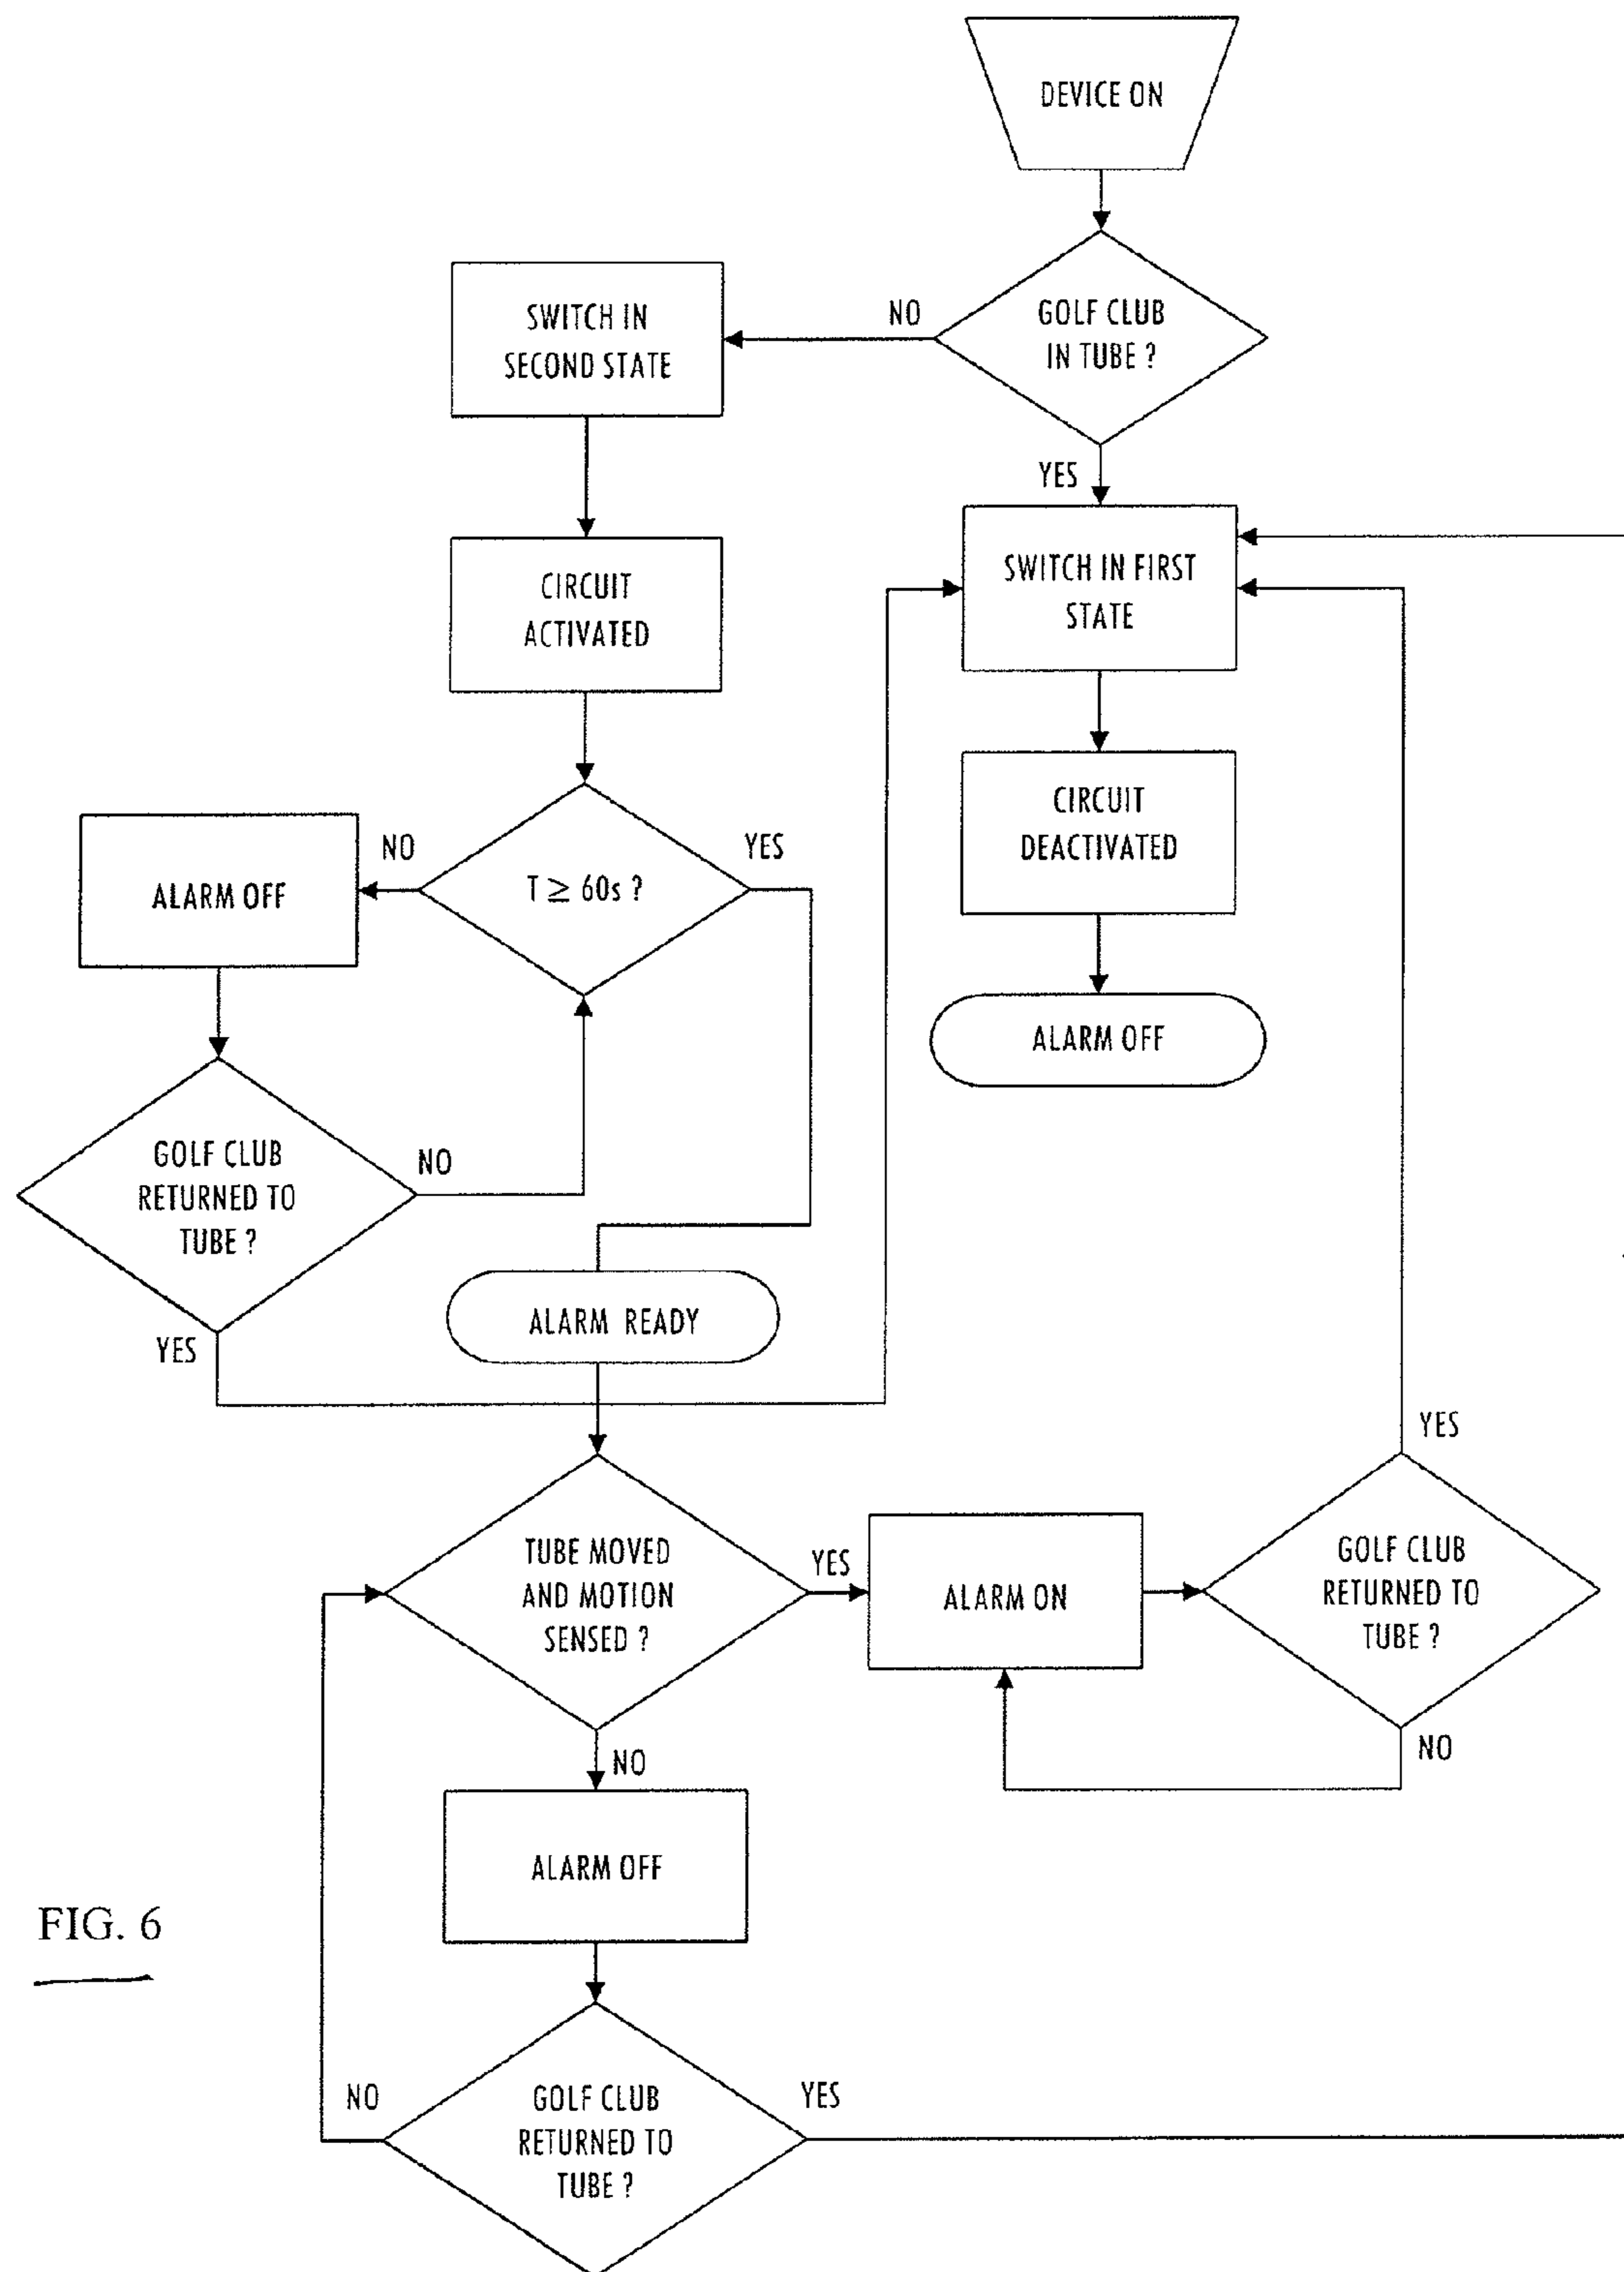 DEVICE ON
GOLF CLUB
IN TUBE ?
NO
YES
SWITCH IN
SECOND STATE
CIRCUIT
ACTIVATED
SWITCH IN FIRST
STATE
CIRCUIT
DEACTIVATED
ALARM OFF
T ≥ 60s ?
NO
YES
ALARM OFF
GOLF CLUB
RETURNED TO
TUBE ?
NO
YES
ALARM READY
TUBE MOVED
AND MOTION
SENSED ?
YES
NO
ALARM ON
GOLF CLUB
RETURNED TO
TUBE ?
YES
NO
ALARM OFF
GOLF CLUB
RETURNED TO
TUBE ?
NO
YES
FIG. 6